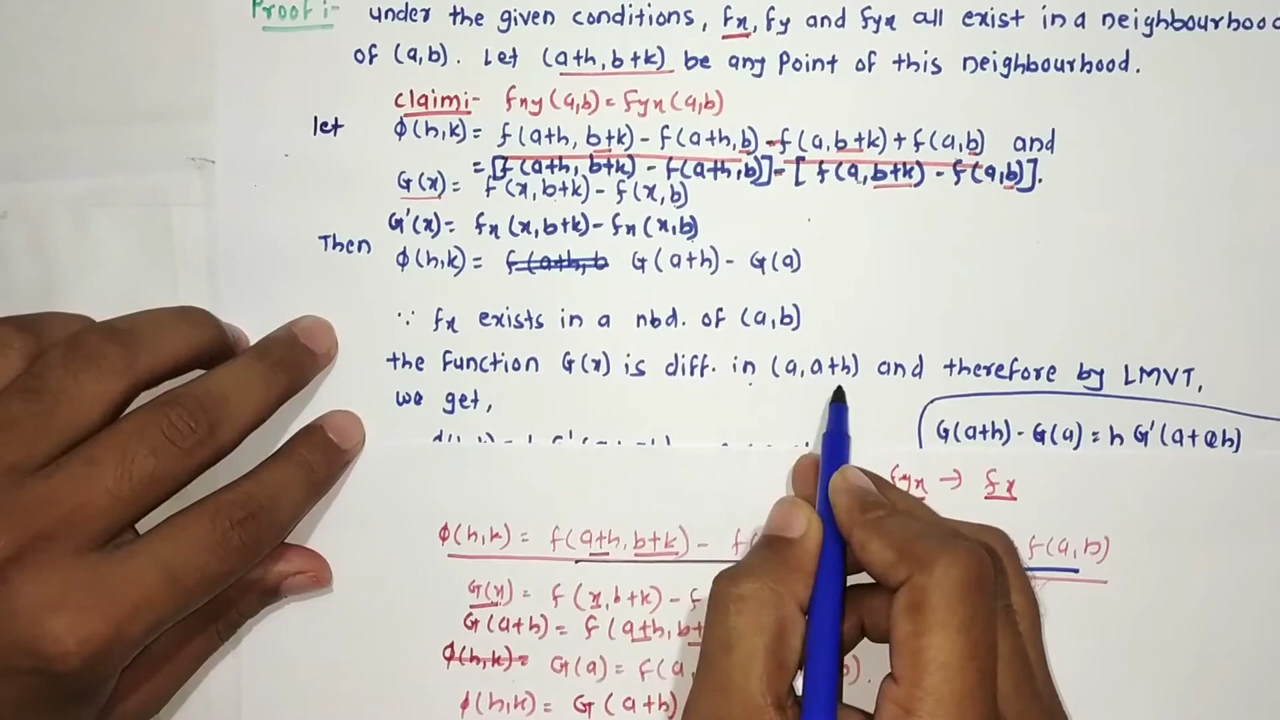 Proof :- under the given conditions, fx, fy and fyx all exist in a neighbourhood
of (a,b). Let (a+h, b+k) be any point of this neighbourhood.
claim:- fxy(a,b) = fyx(a,b)
let φ(h,k) = f(a+h, b+k) - f(a+h, b) - f(a, b+k) + f(a,b) and
= [f(a+h, b+k) - f(a+h, b)] - [f(a, b+k) - f(a, b)].
G(x) = f(x, b+k) - f(x, b)
G'(x) = fx(x, b+k) - fx(x, b)
Then φ(h,k) = f(a+h, b G(a+h) - G(a)
∵ fx exists in a nbd. of (a,b)
the function G(x) is diff. in (a, a+h) and therefore by LMVT,
we get,
G(a+h) - G(a) = h G'(a+θh)
fyx → fx
φ(h,k) = f(a+h, b+k) - f( f(a,b)
G(x) = f(x, b+k) - f
G(a+h) = f(a+h, b+
φ(h,k) = G(a) = f(a ).
φ(h,k) = G(a+h)